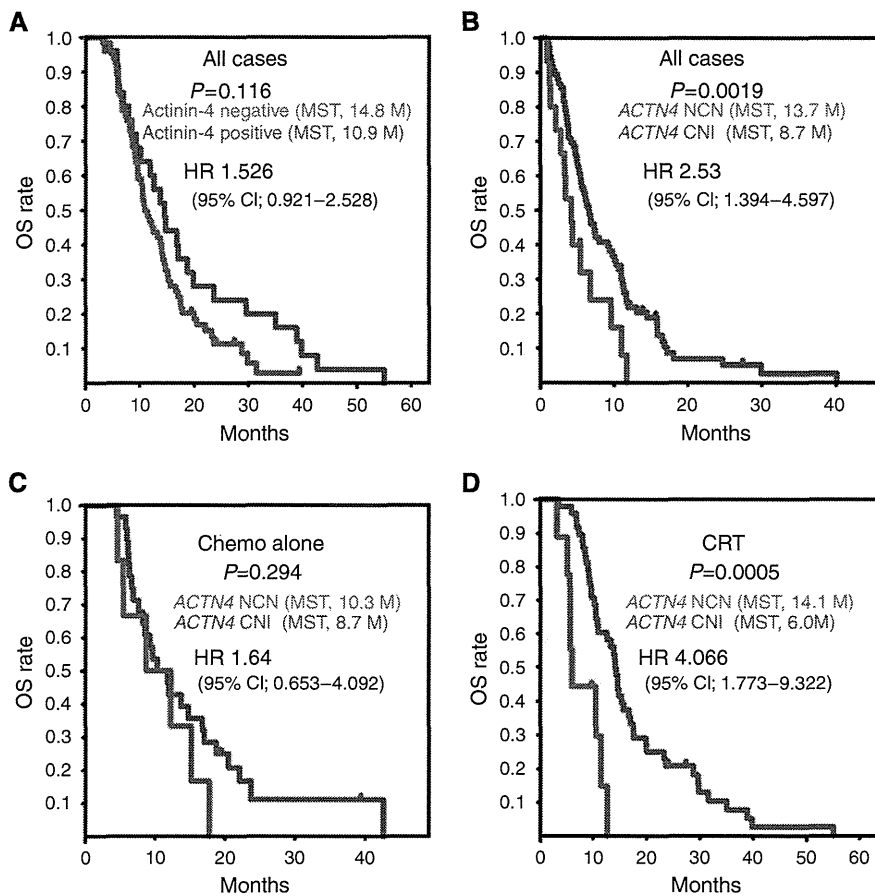 A
All cases
P=0.116
Actinin-4 negative (MST, 14.8 M)
Actinin-4 positive (MST, 10.9 M)
HR 1.526
(95% CI; 0.921–2.528)
OS rate
1.0
0.9
0.8
0.7
0.6
0.5
0.4
0.3
0.2
0.1
0 10 20 30 40 50 60
Months
B
All cases
P=0.0019
ACTN4 NCN (MST, 13.7 M)
ACTN4 CNI (MST, 8.7 M)
HR 2.53
(95% CI; 1.394–4.597)
OS rate
1.0
0.9
0.8
0.7
0.6
0.5
0.4
0.3
0.2
0.1
0 10 20 30 40
Months
C
Chemo alone
P=0.294
ACTN4 NCN (MST, 10.3 M)
ACTN4 CNI (MST, 8.7 M)
HR 1.64
(95% CI; 0.653–4.092)
OS rate
1.0
0.9
0.8
0.7
0.6
0.5
0.4
0.3
0.2
0.1
0 10 20 30 40
Months
D
CRT
P=0.0005
ACTN4 NCN (MST, 14.1 M)
ACTN4 CNI (MST, 6.0M)
HR 4.066
(95% CI; 1.773–9.322)
OS rate
1.0
0.9
0.8
0.7
0.6
0.5
0.4
0.3
0.2
0.1
0 10 20 30 40 50 60
Months